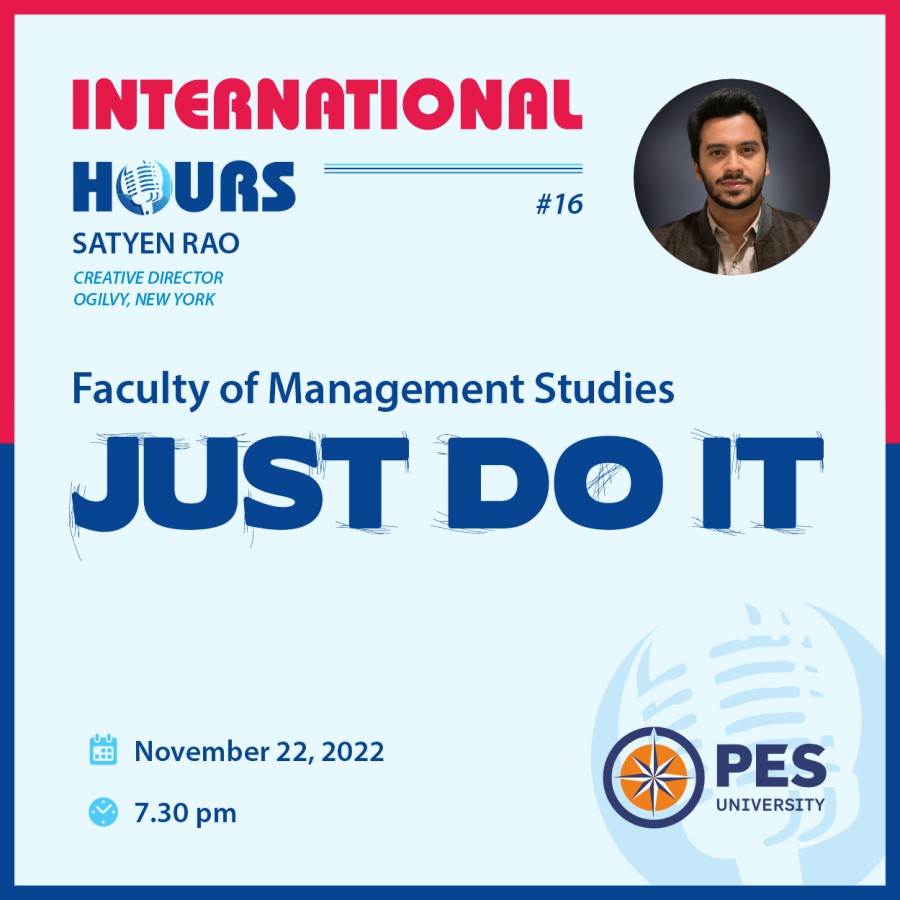 INTERNATIONAL
HOURS
#16
SATYEN RAO
CREATIVE DIRECTOR
OGILVY, NEW YORK
Faculty of Management Studies
JUST DO IT
November 22, 2022
7.30 pm
PES
UNIVERSITY